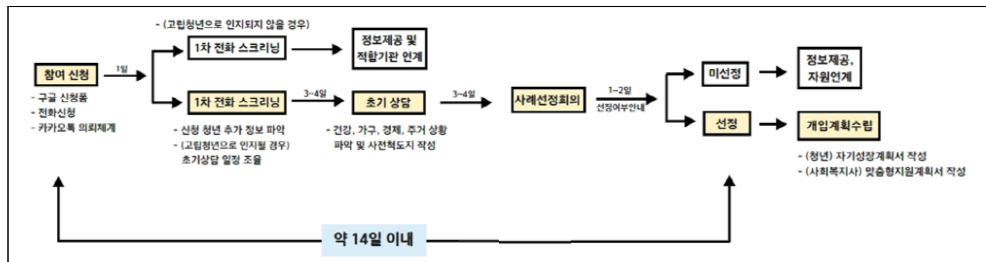 - (고립청년으로 인지되지 않을 경우)
1차 전화 스크리닝
정보제공 및
적합기관 연계
참여 신청
1일
- 구글 신청폼
- 전화신청
- 카카오톡 의뢰체계
1차 전화 스크리닝
3~4일
- 신청 청년 추가 정보 파악
- (고립청년으로 인지될 경우)
초기상담 일정 조율
초기 상담
3~4일
- 건강, 가구, 경제, 주거 상황
파악 및 사전척도지 작성
사례선정회의
1~2일
선정여부안내
미선정
정보제공,
자원연계
선정
개입계획수립
- (청년) 자기성장계획서 작성
- (사회복지사) 맞춤형지원계획서 작성
약 14일 이내